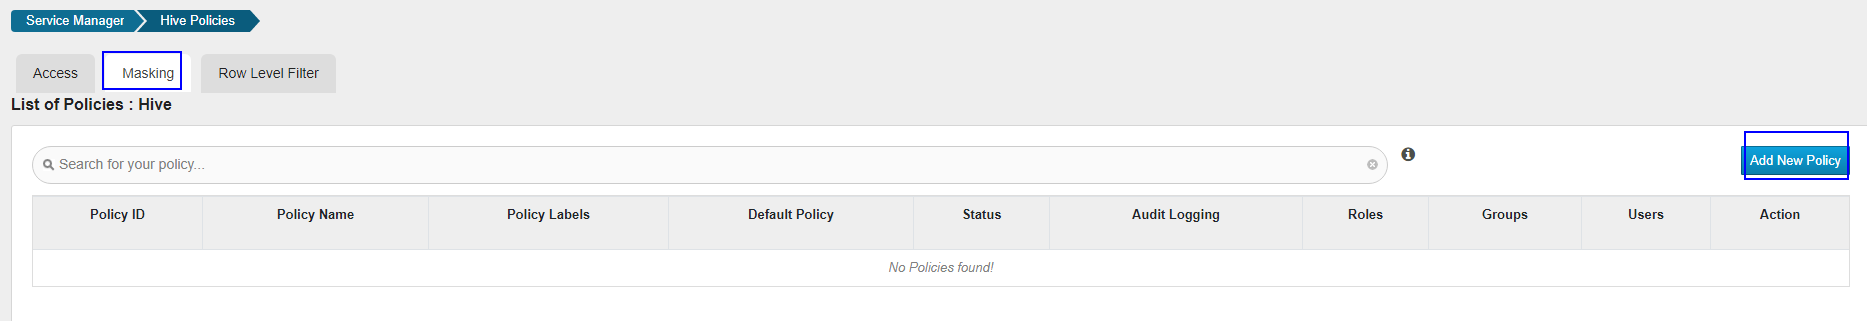 Service Manager Hive Policies
Access Masking Row Level Filter
List of Policies : Hive
Search for your policy...
Add New Policy
Policy ID Policy Name Policy Labels Default Policy Status Audit Logging Roles Groups Users Action
No Policies found!